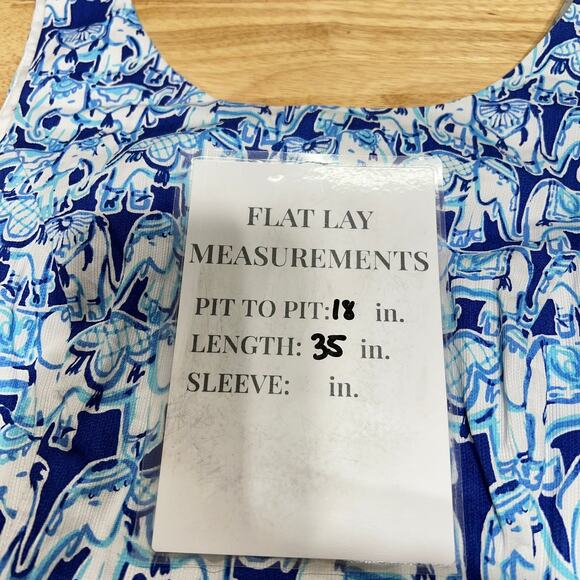 FLAT LAY
MEASUREMENTS
PIT TO PIT:18 in.
LENGTH: 35 in.
SLEEVE: in.